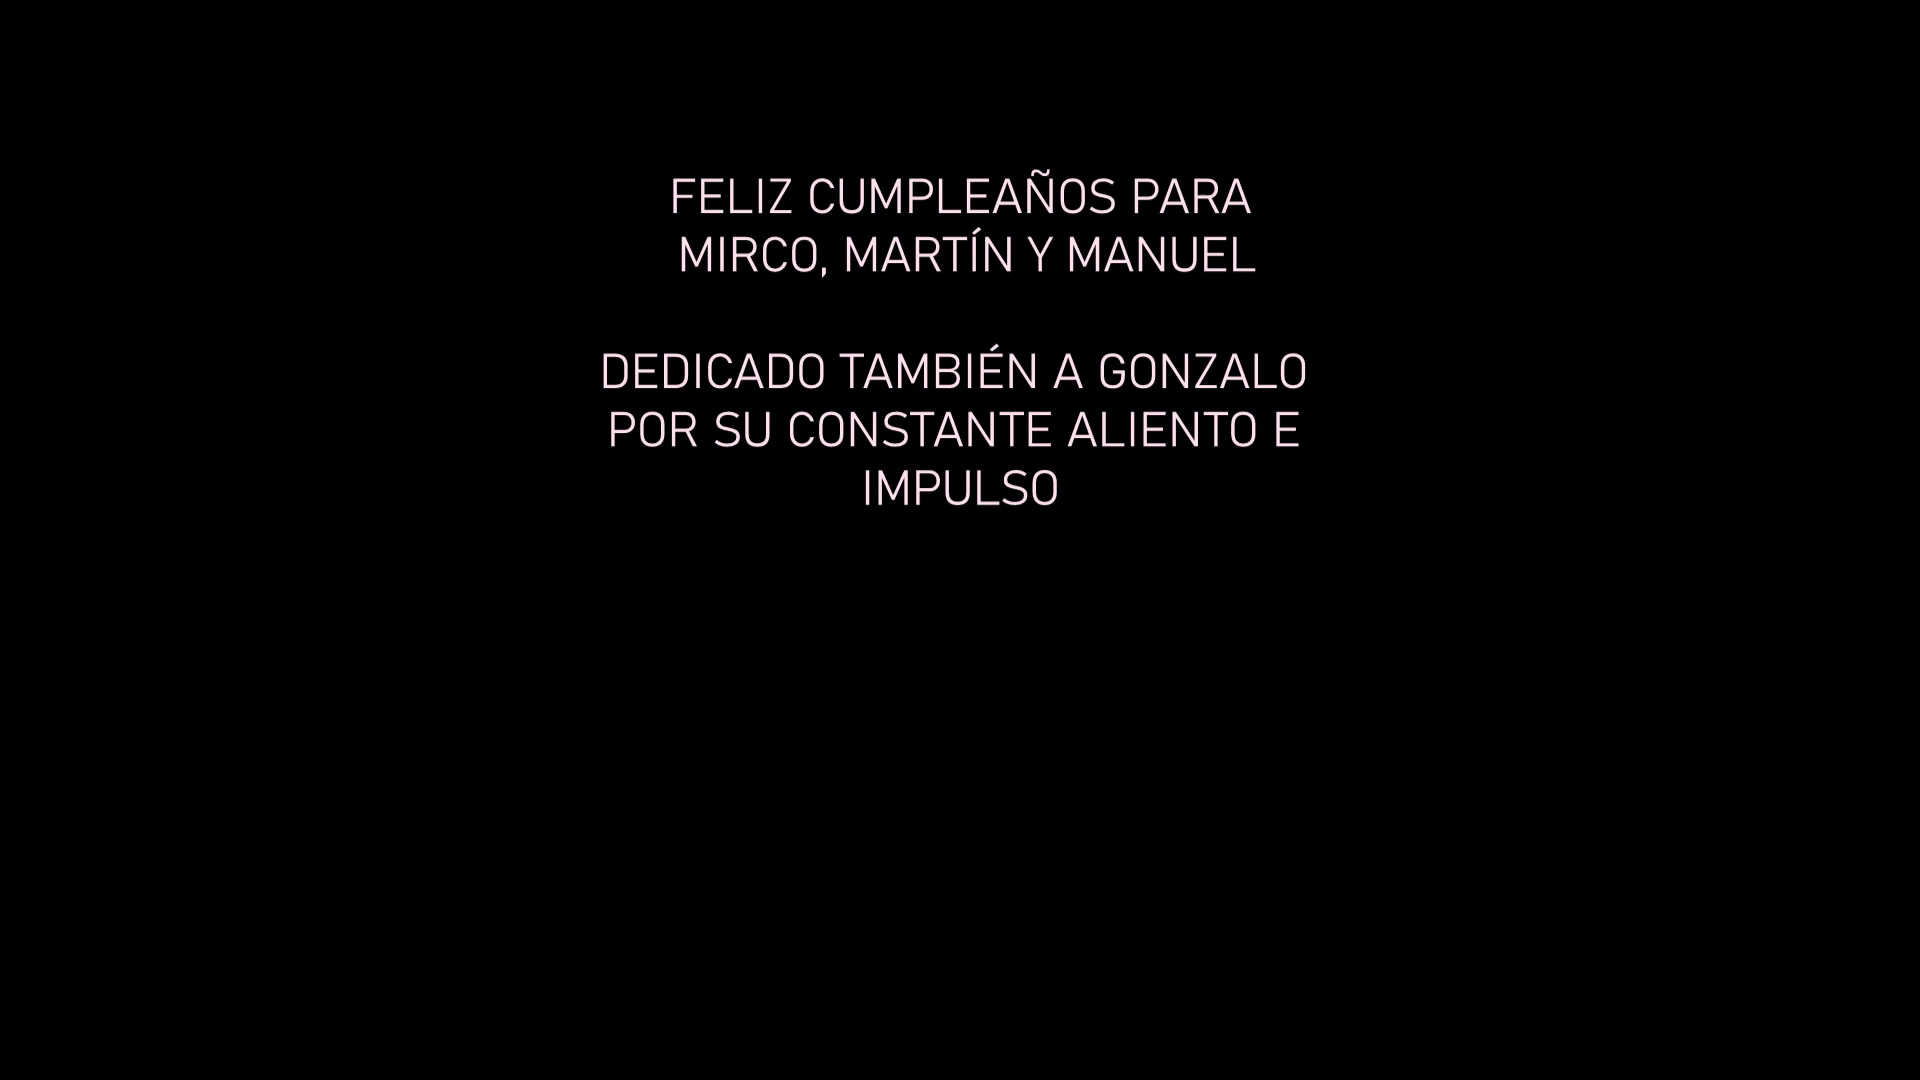 FELIZ CUMPLEAÑOS PARA
MIRCO, MARTÍN Y MANUEL
DEDICADO TAMBIÉN A GONZALO
POR SU CONSTANTE ALIENTO E
IMPULSO